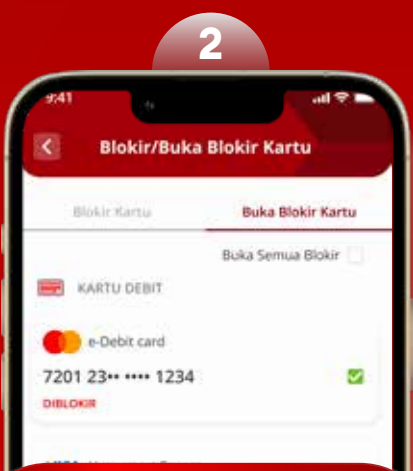 2
9:41
Blokir/Buka Blokir Kartu
Blokir Kartu
Buka Blokir Kartu
Buka Semua Blokir
KARTU DEBIT
e-Debit card
7201 23•• •••• 1234
DIBLOKIR